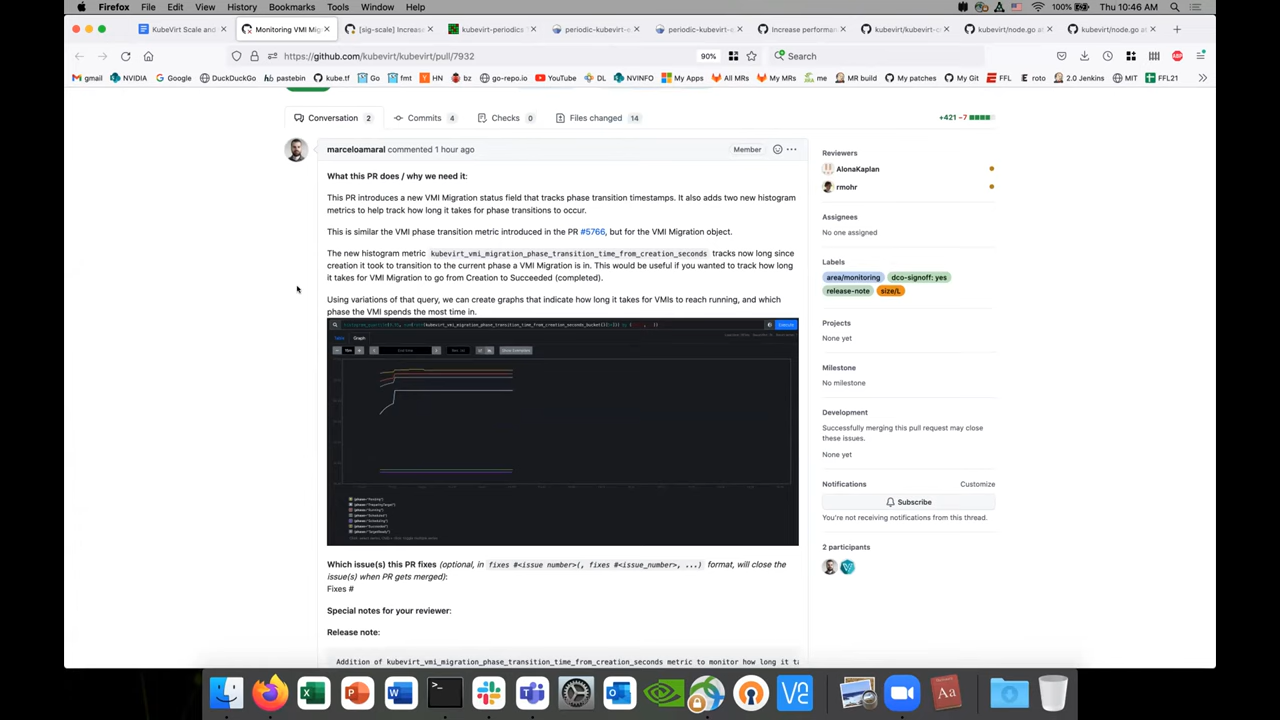 Firefox File Edit View History Bookmarks Tools Window Help 100% Thu 10:46 AM
KubeVirt Scale and Monitoring VMI Mig [sig-scale] Increas kubevirt-periodics periodic-kubevirt-e periodic-kubevirt-e Increase performan kubevirt/kubevirt- kubevirt/node.go at kubevirt/node.go at
https://github.com/kubevirt/kubevirt/pull/7932 90% Search
gmail NVIDIA Google DuckDuckGo pastebin kube.tf Go fmt HN bz go-repo.io YouTube DL NVINFO My Apps All MRs My MRs MR build My patches My Git FFL roto 2.0 Jenkins MIT FFL21
Conversation 2 Commits 4 Checks 0 Files changed 14 +421 −7
marceloamaral commented 1 hour ago Member
What this PR does / why we need it:
This PR introduces a new VMI Migration status field that tracks phase transition timestamps. It also adds two new histogram
metrics to help track how long it takes for phase transitions to occur.
This is similar the VMI phase transition metric introduced in the PR #5766, but for the VMI Migration object.
The new histogram metric kubevirt_vmi_migration_phase_transition_time_from_creation_seconds tracks now long since
creation it took to transition to the current phase a VMI Migration is in. This would be useful if you wanted to track how long
it takes for VMI Migration to go from Creation to Succeeded (completed).
Using variations of that query, we can create graphs that indicate how long it takes for VMIs to reach running, and which
phase the VMI spends the most time in.
Execute
Table Graph
Which issue(s) this PR fixes (optional, in fixes #<issue number>(, fixes #<issue_number>, ...) format, will close the
issue(s) when PR gets merged):
Fixes #
Special notes for your reviewer:
Release note:
Addition of kubevirt_vmi_migration_phase_transition_time_from_creation_seconds metric to monitor how long it ta
Reviewers
AlonaKaplan
rmohr
Assignees
No one assigned
Labels
area/monitoring dco-signoff: yes
release-note size/L
Projects
None yet
Milestone
No milestone
Development
Successfully merging this pull request may close
these issues.
None yet
Notifications Customize
Subscribe
You're not receiving notifications from this thread.
2 participants